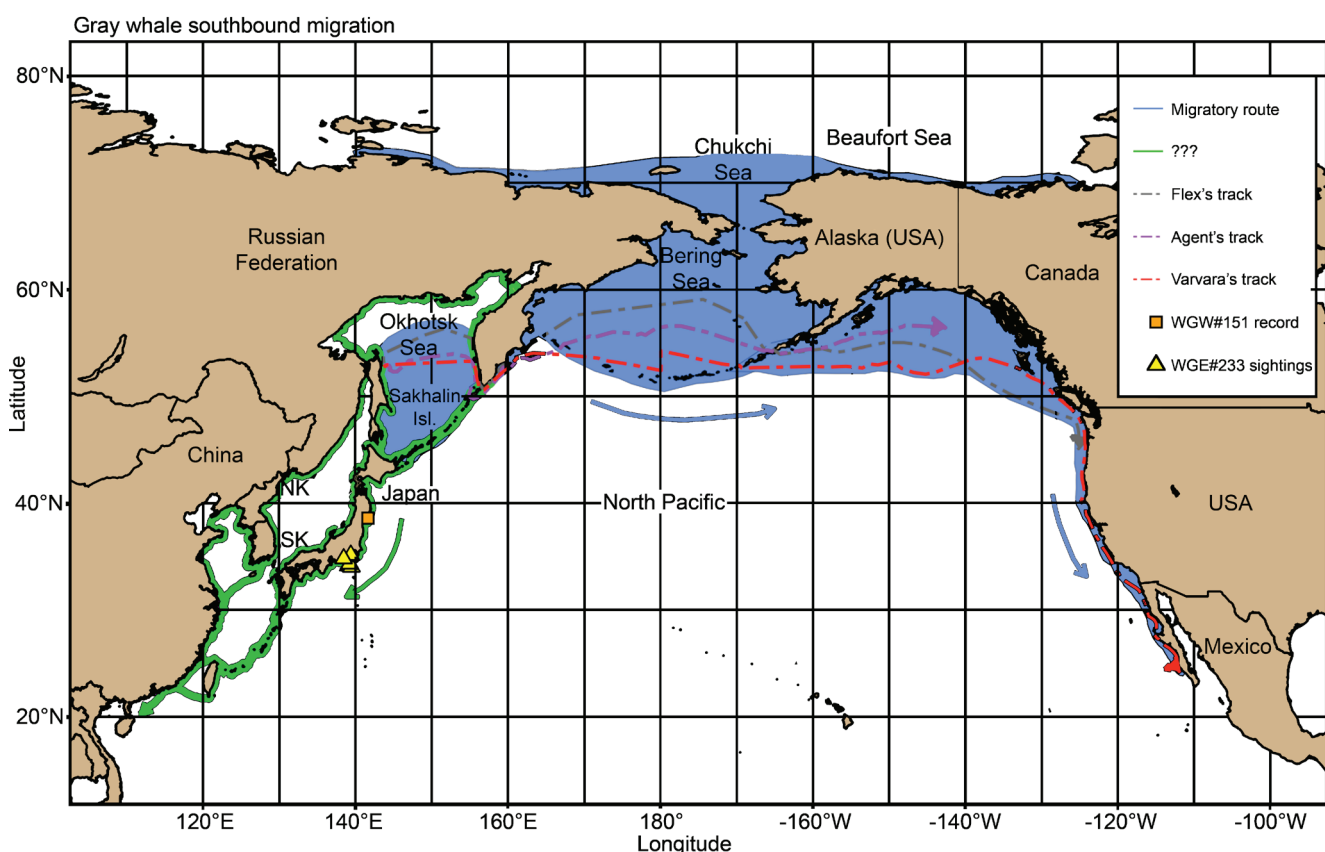 Gray whale southbound migration
80°N
60°N
40°N
20°N
Latitude
120°E
140°E
160°E
180°
-160°W
-140°W
-120°W
-100°W
Longitude
Chukchi
Sea
Beaufort Sea
Russian
Federation
Bering
Sea
Alaska (USA)
Canada
Okhotsk
Sea
Sakhalin
Isl.
China
NK
SK
Japan
North Pacific
USA
Mexico
Migratory route
???
Flex's track
Agent's track
Varvara's track
WGW#151 record
WGE#233 sightings